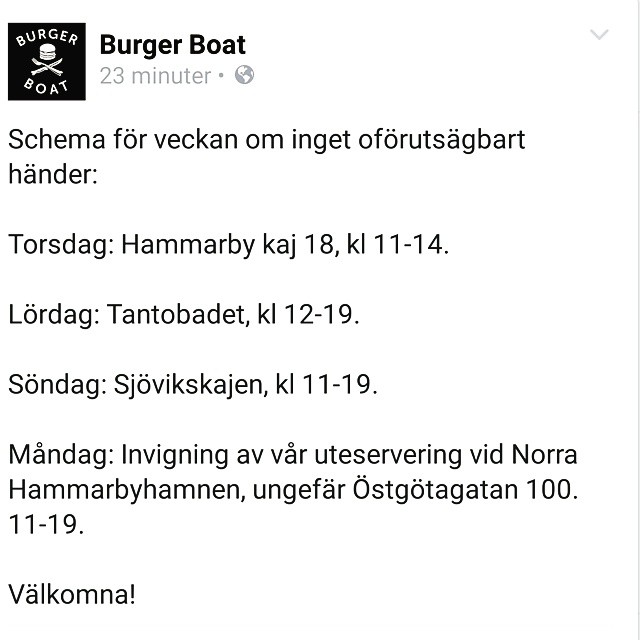 BURGER
BOAT
Burger Boat
23 minuter •
Schema för veckan om inget oförutsägbart
händer:
Torsdag: Hammarby kaj 18, kl 11-14.
Lördag: Tantobadet, kl 12-19.
Söndag: Sjövikskajen, kl 11-19.
Måndag: Invigning av vår uteservering vid Norra
Hammarbyhamnen, ungefär Östgötagatan 100.
11-19.
Välkomna!